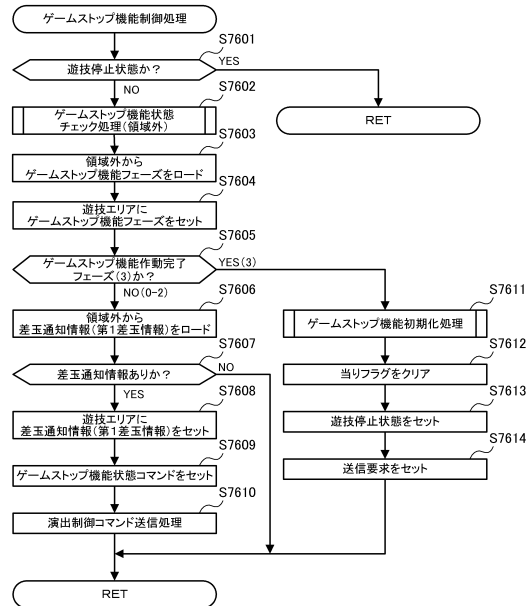 ゲームストップ機能制御処理
S7601
遊技停止状態か?
YES
NO
S7602
ゲームストップ機能状態
チェック処理(領域外)
RET
S7603
領域外から
ゲームストップ機能フェーズをロード
S7604
遊技エリアに
ゲームストップ機能フェーズをセット
S7605
ゲームストップ機能作動完了
フェーズ(3)か?
YES(3)
NO(0-2)
S7606
領域外から
差玉通知情報(第1差玉情報)をロード
S7611
ゲームストップ機能初期化処理
S7607
差玉通知情報ありか?
NO
YES
S7612
当りフラグをクリア
S7608
遊技エリアに
差玉通知情報(第1差玉情報)をセット
S7613
遊技停止状態をセット
S7609
ゲームストップ機能状態コマンドをセット
S7614
送信要求をセット
S7610
演出制御コマンド送信処理
RET